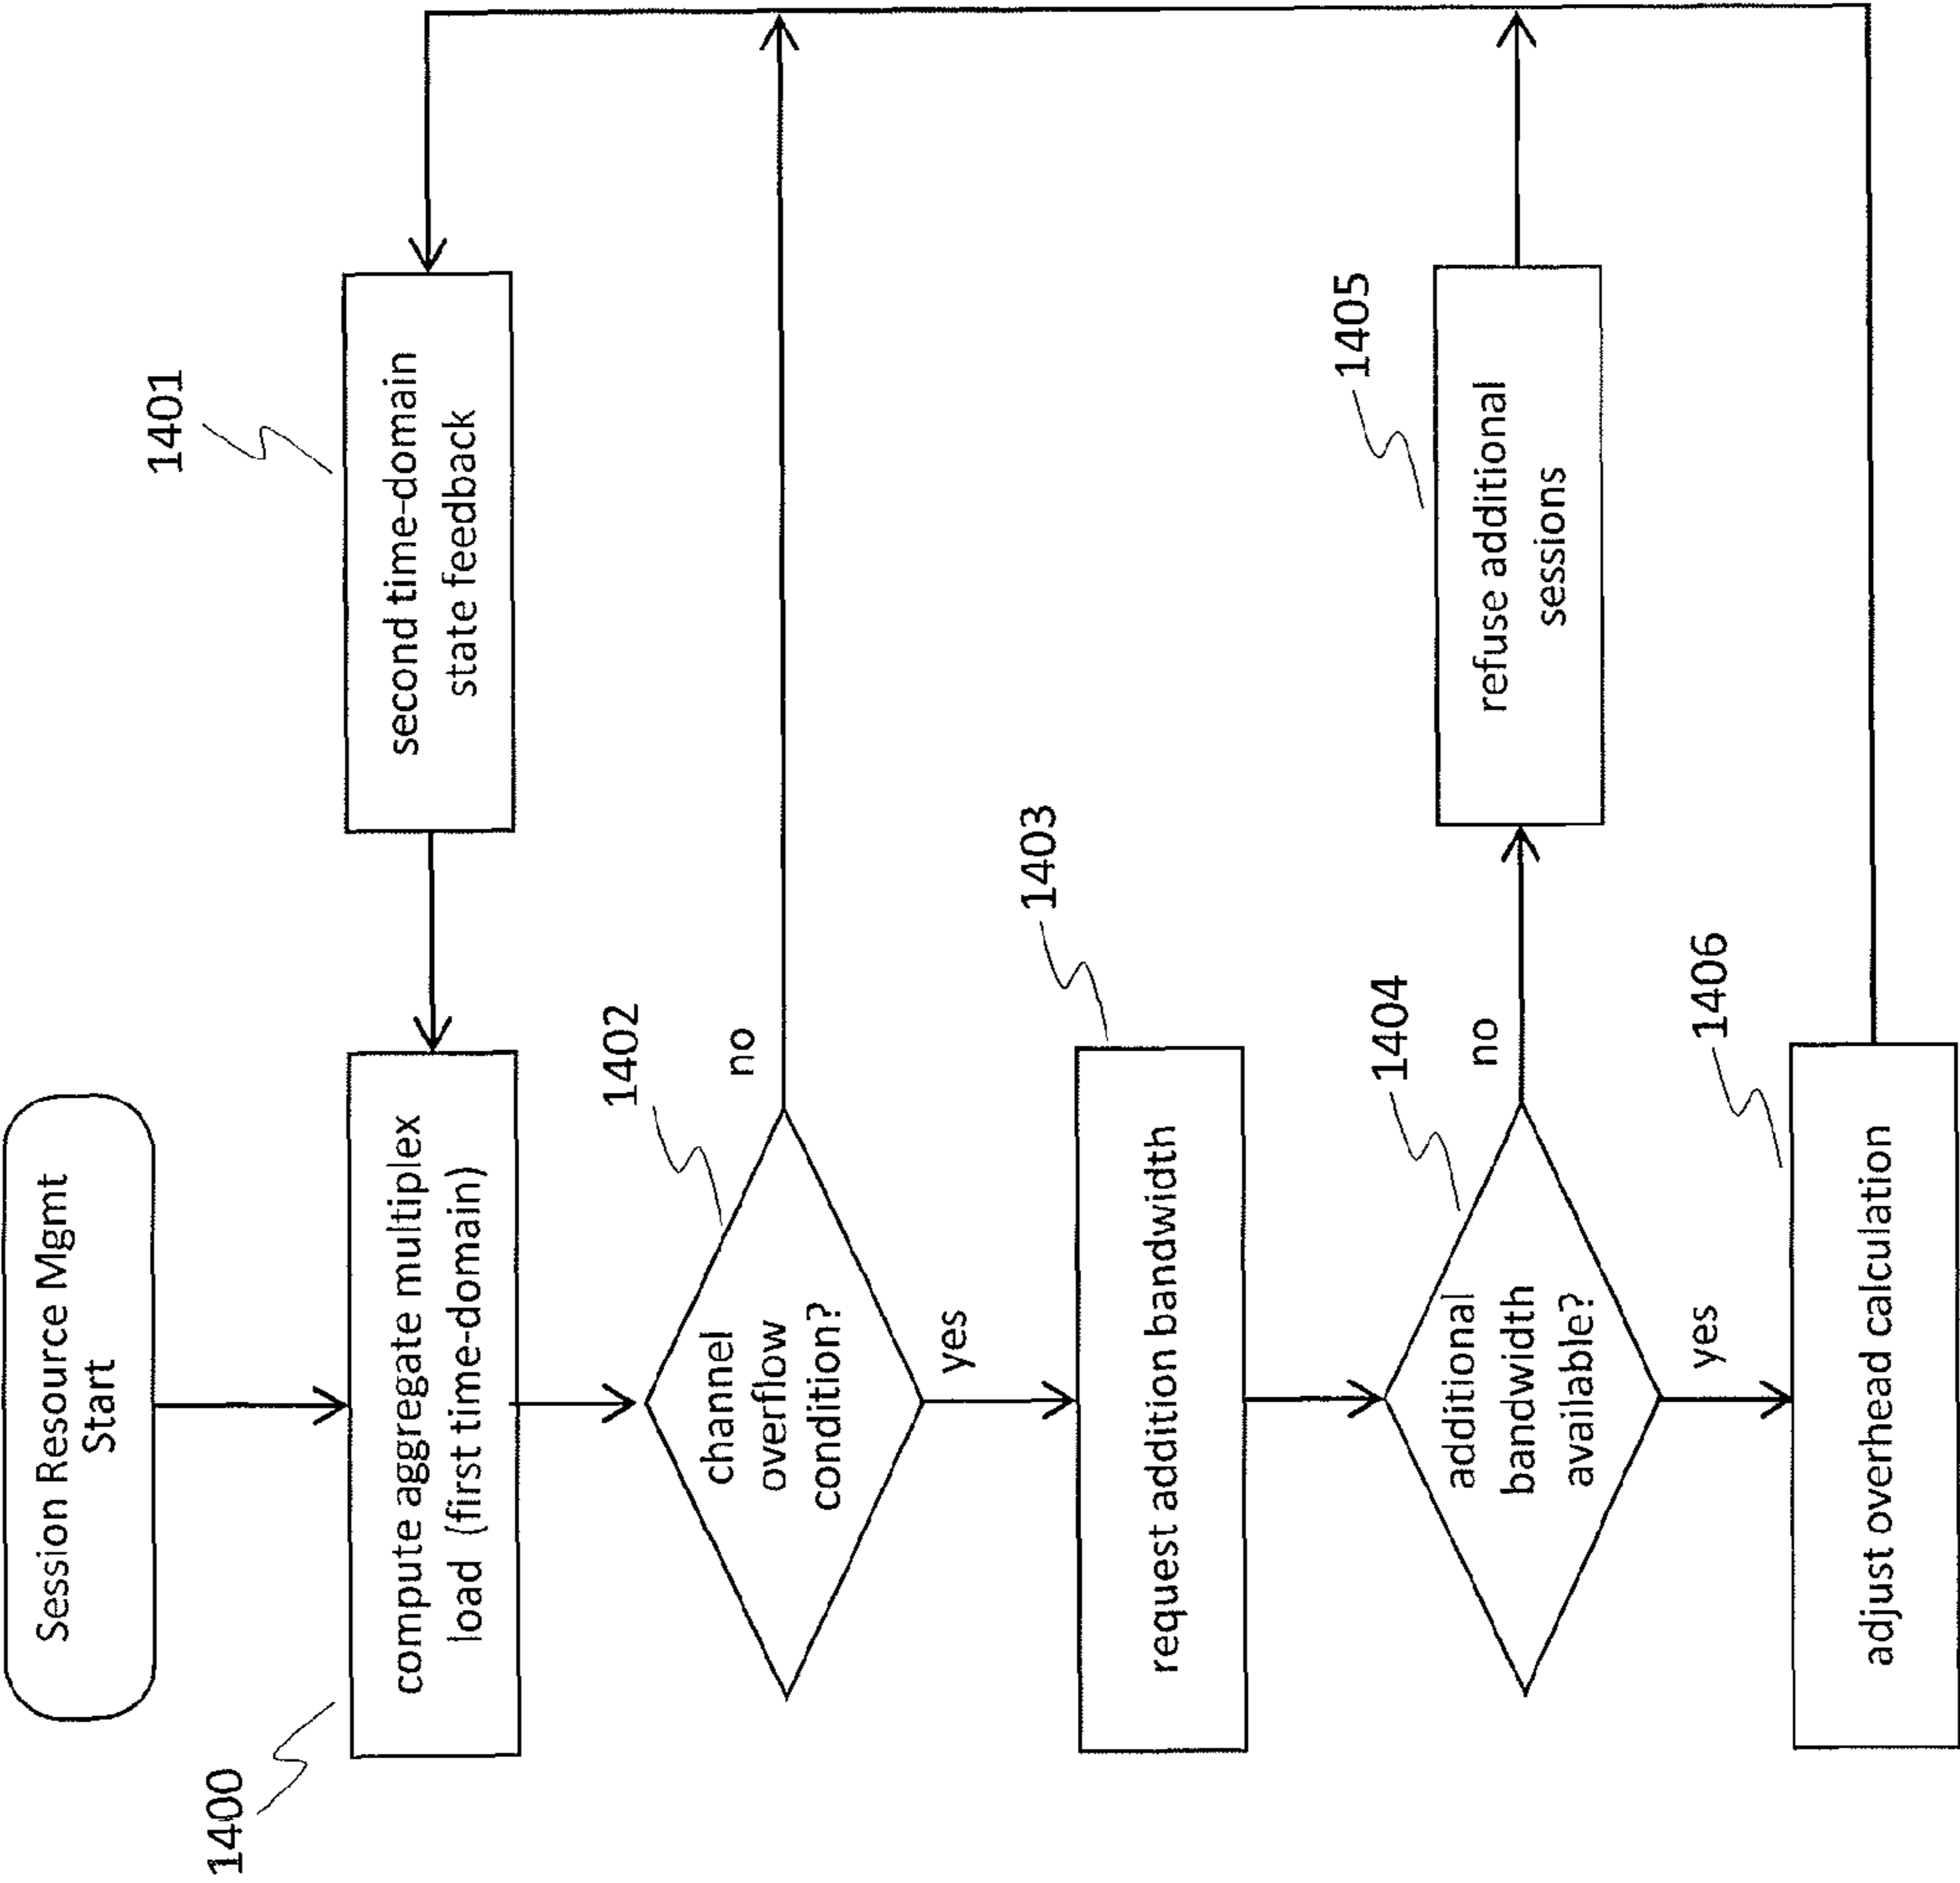 Session Resource Mgmt
Start
1400
compute aggregate multiplex
load (first time-domain)
1401
second time-domain
state feedback
1402
channel
overflow
condition?
no
yes
1403
request addition bandwidth
1404
additional
bandwidth
available?
no
yes
1405
refuse additional
sessions
1406
adjust overhead calculation